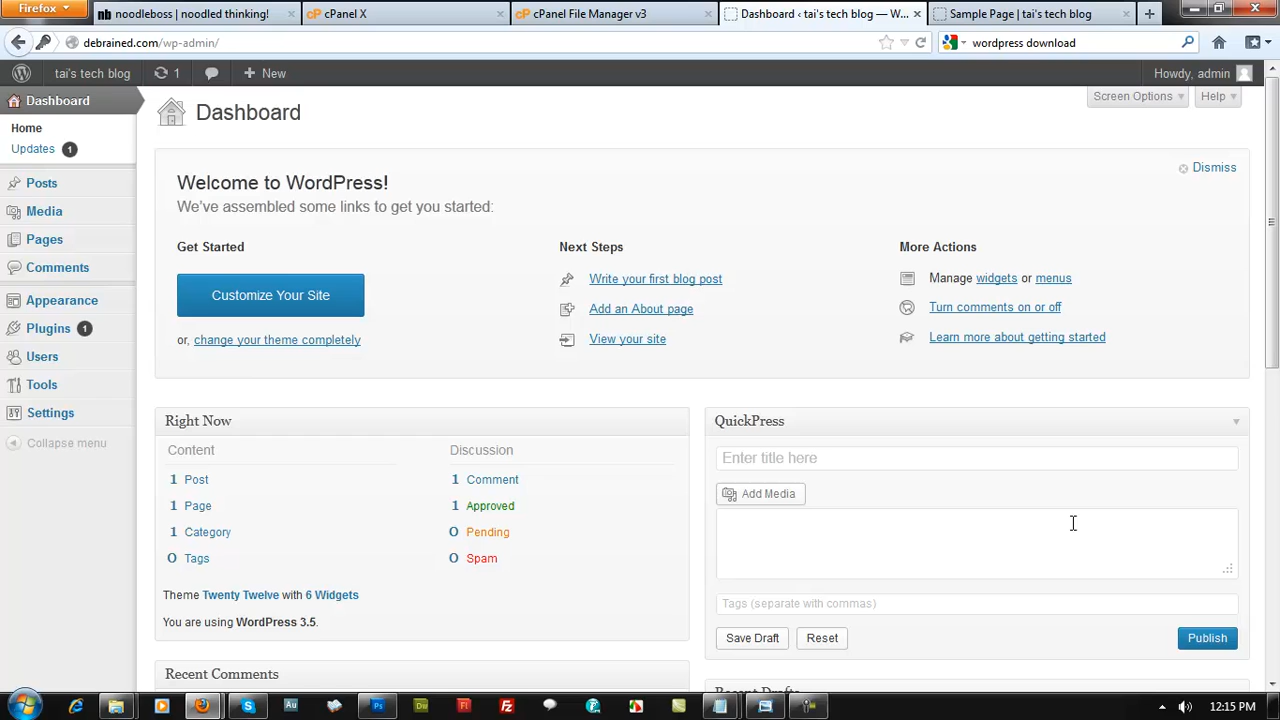 Firefox
noodleboss | noodled thinking!
cPanel X
cPanel File Manager v3
Dashboard ‹ tai's tech blog — W...
Sample Page | tai's tech blog
debrained.com/wp-admin/
wordpress download
tai's tech blog
1
New
Howdy, admin
Dashboard
Home
Updates 1
Posts
Media
Pages
Comments
Appearance
Plugins 1
Users
Tools
Settings
Collapse menu
Dashboard
Screen Options
Help
Welcome to WordPress!
Dismiss
We've assembled some links to get you started:
Get Started
Customize Your Site
or, change your theme completely
Next Steps
Write your first blog post
Add an About page
View your site
More Actions
Manage widgets or menus
Turn comments on or off
Learn more about getting started
Right Now
Content
1 Post
1 Page
1 Category
0 Tags
Discussion
1 Comment
1 Approved
0 Pending
0 Spam
Theme Twenty Twelve with 6 Widgets
You are using WordPress 3.5.
Recent Comments
QuickPress
Enter title here
Add Media
Tags (separate with commas)
Save Draft
Reset
Publish
Recent Drafts
Au
Dw
Fl
Fz
Ps
12:15 PM